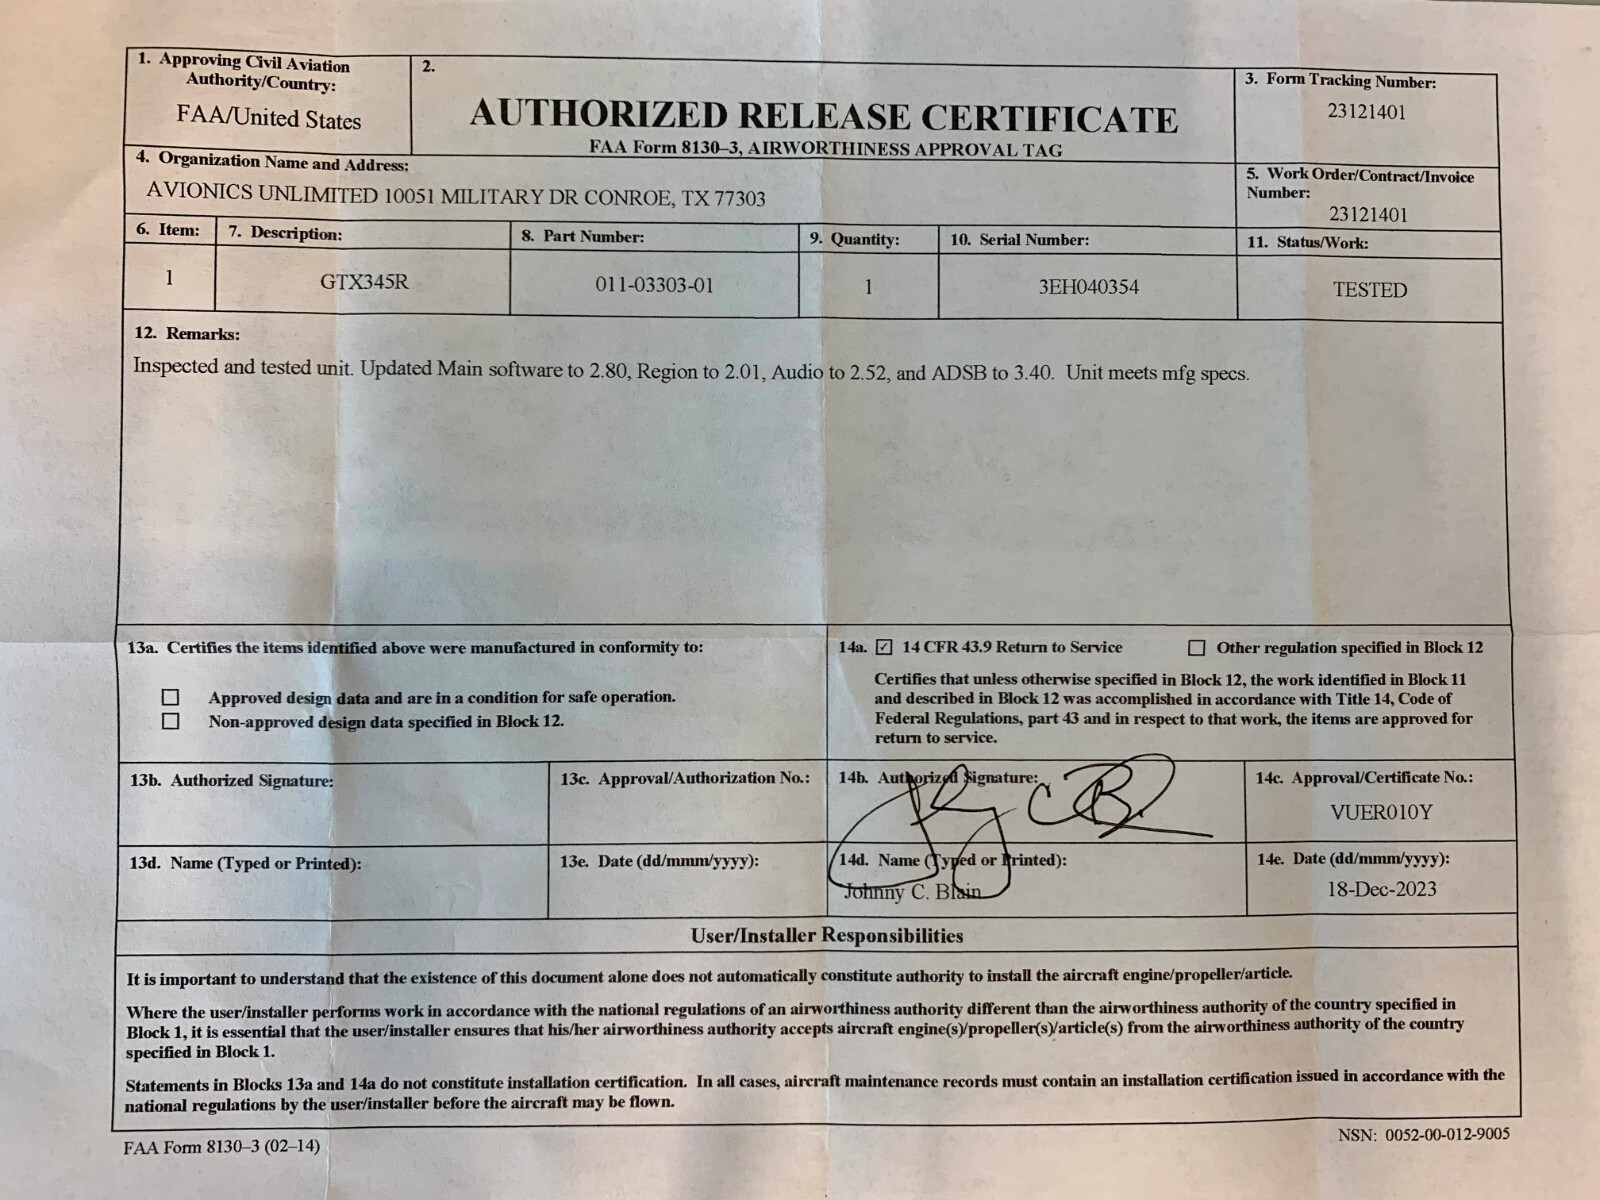 1. Approving Civil Aviation
Authority/Country:
FAA/United States
2.
AUTHORIZED RELEASE CERTIFICATE
FAA Form 8130–3, AIRWORTHINESS APPROVAL TAG
3. Form Tracking Number:
23121401
4. Organization Name and Address:
AVIONICS UNLIMITED 10051 MILITARY DR CONROE, TX 77303
5. Work Order/Contract/Invoice
Number:
23121401
6. Item:
7. Description:
8. Part Number:
9. Quantity:
10. Serial Number:
11. Status/Work:
1
GTX345R
011-03303-01
1
3EH040354
TESTED
12. Remarks:
Inspected and tested unit. Updated Main software to 2.80, Region to 2.01, Audio to 2.52, and ADSB to 3.40. Unit meets mfg specs.
13a. Certifies the items identified above were manufactured in conformity to:
Approved design data and are in a condition for safe operation.
Non-approved design data specified in Block 12.
14a. ☑ 14 CFR 43.9 Return to Service
☐ Other regulation specified in Block 12
Certifies that unless otherwise specified in Block 12, the work identified in Block 11
and described in Block 12 was accomplished in accordance with Title 14, Code of
Federal Regulations, part 43 and in respect to that work, the items are approved for
return to service.
13b. Authorized Signature:
13c. Approval/Authorization No.:
14b. Authorized Signature:
14c. Approval/Certificate No.:
VUER010Y
13d. Name (Typed or Printed):
13e. Date (dd/mmm/yyyy):
14d. Name (Typed or Printed):
Johnny C. Blain
14e. Date (dd/mmm/yyyy):
18-Dec-2023
User/Installer Responsibilities
It is important to understand that the existence of this document alone does not automatically constitute authority to install the aircraft engine/propeller/article.
Where the user/installer performs work in accordance with the national regulations of an airworthiness authority different than the airworthiness authority of the country specified in
Block 1, it is essential that the user/installer ensures that his/her airworthiness authority accepts aircraft engine(s)/propeller(s)/article(s) from the airworthiness authority of the country
specified in Block 1.
Statements in Blocks 13a and 14a do not constitute installation certification. In all cases, aircraft maintenance records must contain an installation certification issued in accordance with the
national regulations by the user/installer before the aircraft may be flown.
FAA Form 8130–3 (02–14)
NSN: 0052-00-012-9005